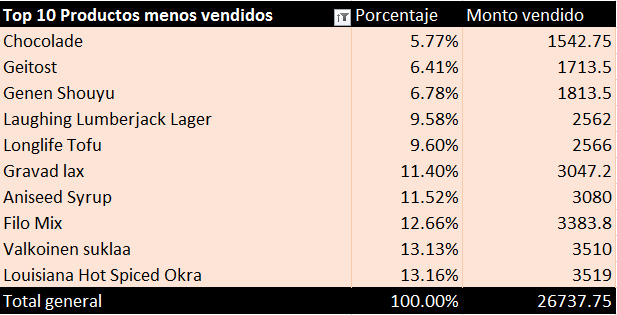 Top 10 Productos menos vendidos Porcentaje Monto vendido
Chocolade 5.77% 1542.75
Geitost 6.41% 1713.5
Genen Shouyu 6.78% 1813.5
Laughing Lumberjack Lager 9.58% 2562
Longlife Tofu 9.60% 2566
Gravad lax 11.40% 3047.2
Aniseed Syrup 11.52% 3080
Filo Mix 12.66% 3383.8
Valkoinen suklaa 13.13% 3510
Louisiana Hot Spiced Okra 13.16% 3519
Total general 100.00% 26737.75